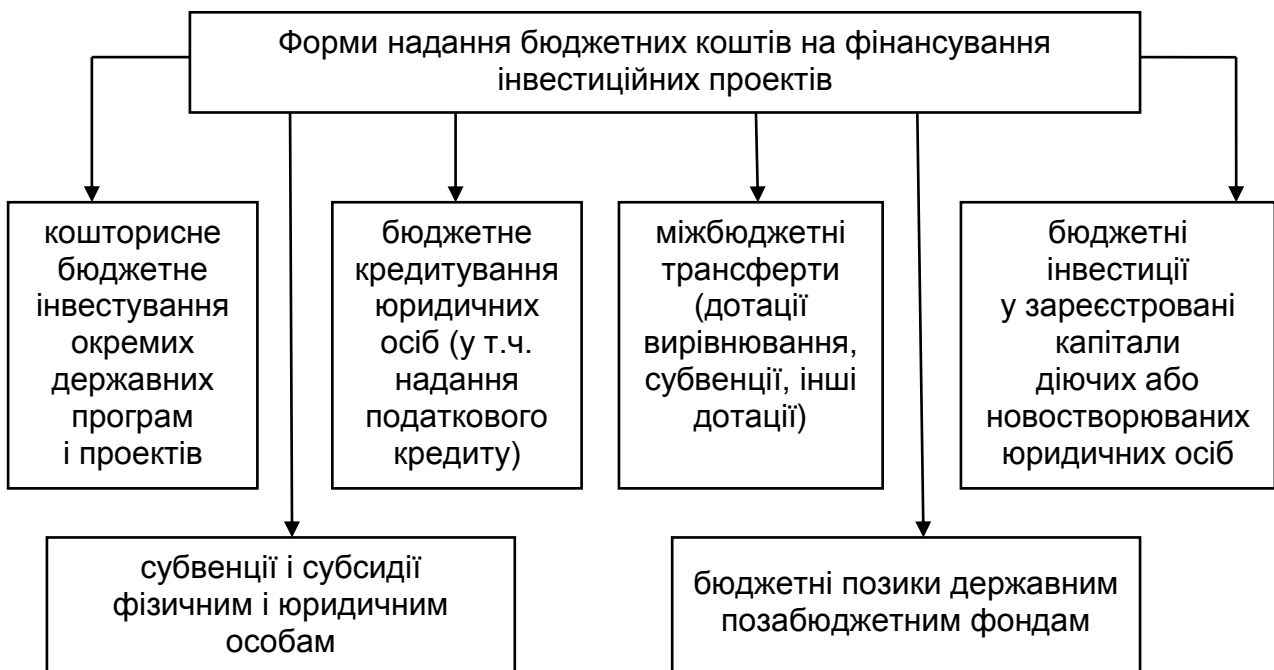 Форми надання бюджетних коштів на фінансування
інвестиційних проектів
кошторисне
бюджетне
інвестування
окремих
державних
програм
і проектів
бюджетне
кредитування
юридичних
осіб (у т.ч.
надання
податкового
кредиту)
міжбюджетні
трансферти
(дотації
вирівнювання,
субвенції, інші
дотації)
бюджетні
інвестиції
у зареєстровані
капітали
діючих або
новостворюваних
юридичних осіб
субвенції і субсидії
фізичним і юридичним
особам
бюджетні позики державним
позабюджетним фондам